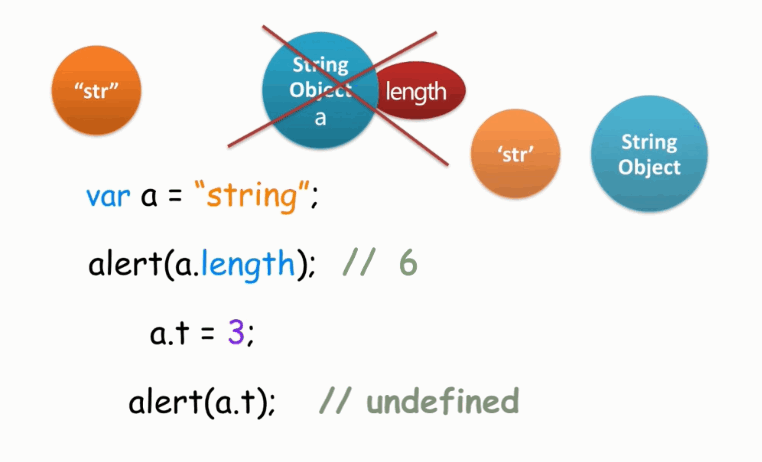 “str”
String
Object
a
length
‘str’
String
Object
var a = “string”;
alert(a.length); // 6
a.t = 3;
alert(a.t); // undefined